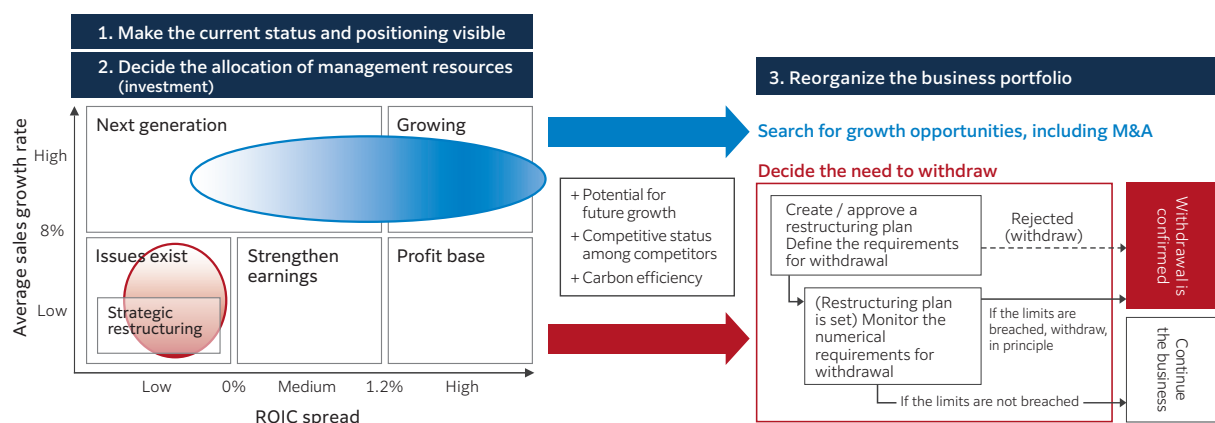 1. Make the current status and positioning visible
2. Decide the allocation of management resources
(investment)
Average sales growth rate
High
8%
Low
Next generation
Growing
Issues exist
Strategic
restructuring
Strengthen
earnings
Profit base
Low
0%
Medium
1.2%
High
ROIC spread
+ Potential for
future growth
+ Competitive status
among competitors
+ Carbon efficiency
3. Reorganize the business portfolio
Search for growth opportunities, including M&A
Decide the need to withdraw
Create / approve a
restructuring plan
Define the requirements
for withdrawal
Rejected
(withdraw)
(Restructuring plan
is set) Monitor the
numerical
requirements for
withdrawal
If the limits are
breached, withdraw,
in principle
If the limits are not breached
Withdrawal is
confirmed
Continue
the business